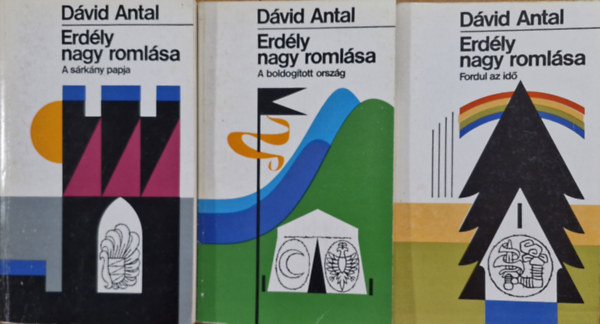 Dávid Antal
Erdély
nagy romlása
A sárkány papja
Dávid Antal
Erdély
nagy romlása
A boldogított ország
Dávid Antal
Erdély
nagy romlása
Fordul az idő